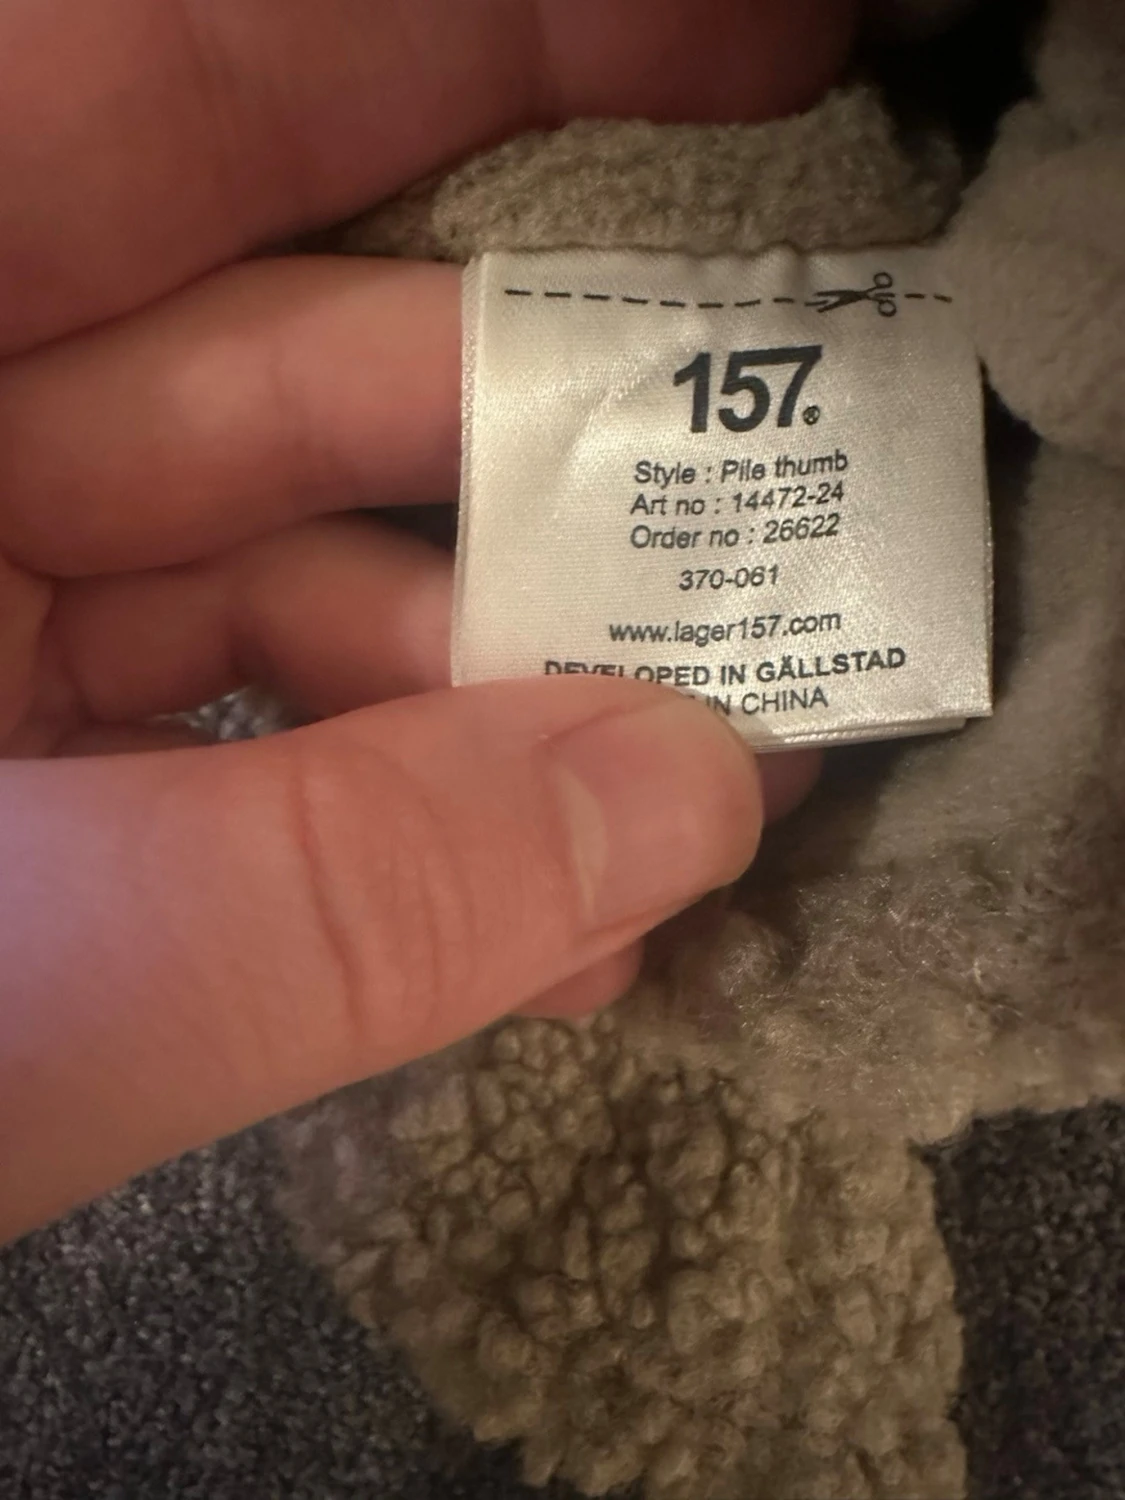 157®
Style : Pile thumb
Art no : 14472-24
Order no : 26622
370-061
www.lager157.com
DEVELOPED IN GÄLLSTAD
IN CHINA